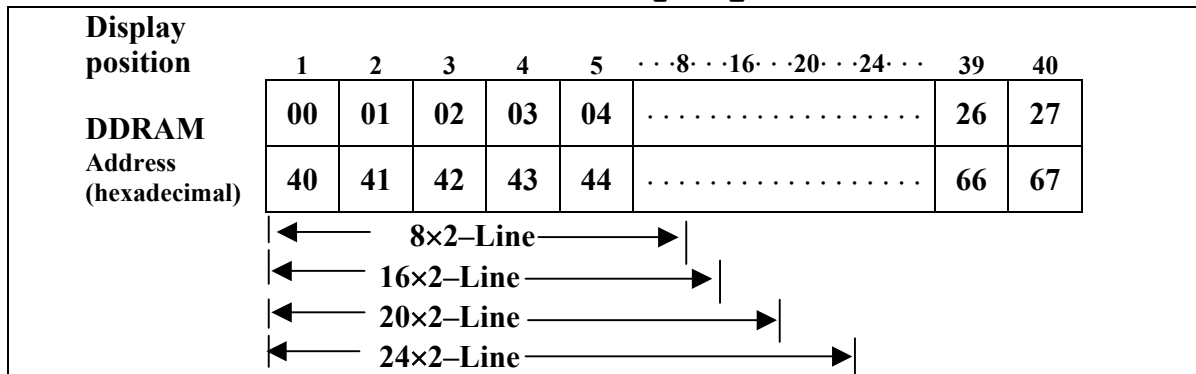 Display
position 1 2 3 4 5 · · ·8· · ·16· · ·20· · ·24· · · 39 40
DDRAM 00 01 02 03 04 · · · · · · · · · · · · · · · · · · 26 27
Address
(hexadecimal) 40 41 42 43 44 · · · · · · · · · · · · · · · · · · 66 67
8×2–Line
16×2–Line
20×2–Line
24×2–Line